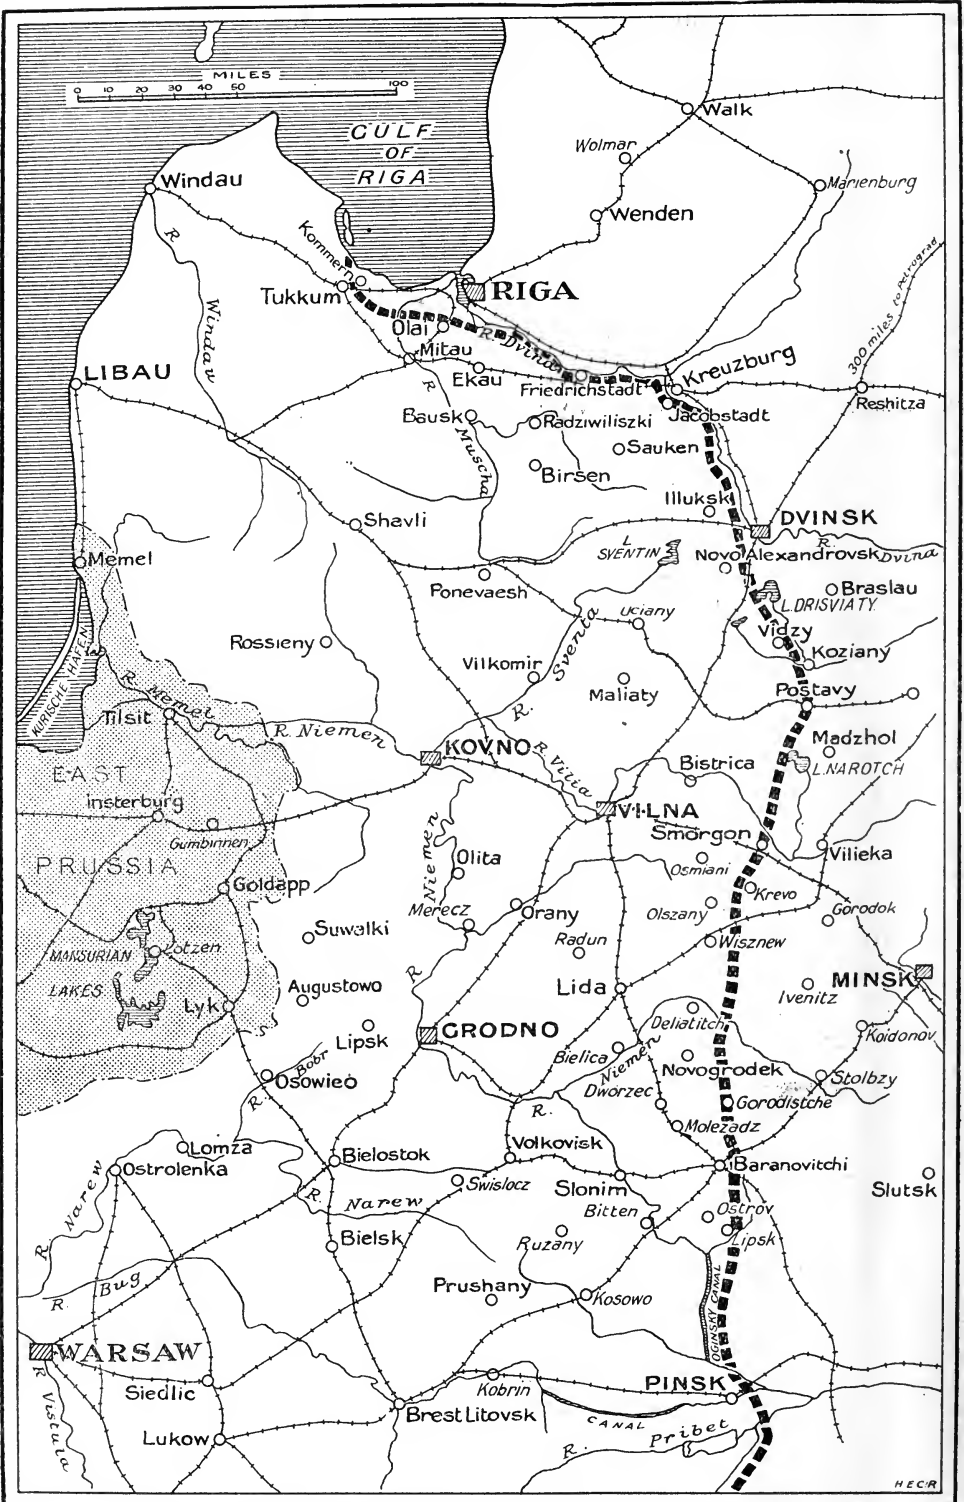 MILES
0 10 20 30 40 50 100
GULF
OF
RIGA
Walk
Wolmar
Marienburg
Windau
Wenden
R. Windau
Kommern
Tukkum
RIGA
300 miles to Petrograd
Olai
R. Dvina
Mitau
Kreuzburg
LIBAU
Ekau
Friedrichstadt
Reshitza
R. Muscha
Bausk
Radziwiliszki
Jacobstadt
Sauken
Birsen
Illuksk
Shavli
DVINSK
L. SVENTIN
R. Dvina
Memel
Novo Alexandrovsk
Ponevaesh
Braslau
L. DRISVIATY
Uciany
KURISCHE HAFEN
Rossieny
R. Sventa
Vidzy
Koziany
Vilkomir
Maliaty
Postavy
R. Memel
Tilsit
R. Niemen
KOVNO
R. Vilia
Madzhol
L. NAROTCH
EAST
Bistrica
insterburg
VILNA
Gumbinnen
Smorgon
PRUSSIA
Niemen
Olita
Osmiani
Vilieka
Goldapp
Krevo
Merecz
Orany
Olszany
Gorodok
Suwalki
MANSURIAN
LAKES
Lotzen
Radun
Wisznew
R.
Lida
MINSK
Ivenitz
Augustowo
Lyk
Deliatitch
Lipsk
GRODNO
Koidonov
Bielica
Niemen
R. Bobr
Osowiec
Novogrodek
Dworzec
Stolbzy
R.
Gorodistche
Molezadz
Lomza
Volkovisk
Ostrolenka
Bielostok
Baranovitchi
R. Narew
R. Narew
Swislocz
Slonim
Slutsk
Bitten
Ostrov
Bielsk
Ruzany
Lipsk
R. Bug
Prushany
Kosowo
OGINSKY CANAL
WARSAW
Siedlic
Kobrin
PINSK
R Vistula
Brest Litovsk
CANAL
Lukow
R. Pribet
H.E.C.R